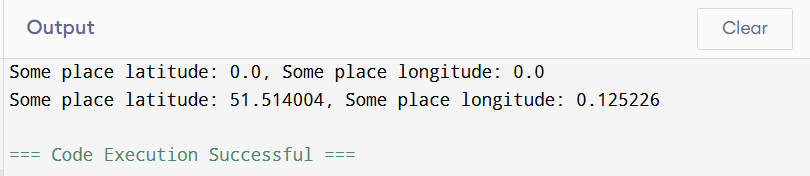 Output
Clear
Some place latitude: 0.0, Some place longitude: 0.0
Some place latitude: 51.514004, Some place longitude: 0.125226
=== Code Execution Successful ===